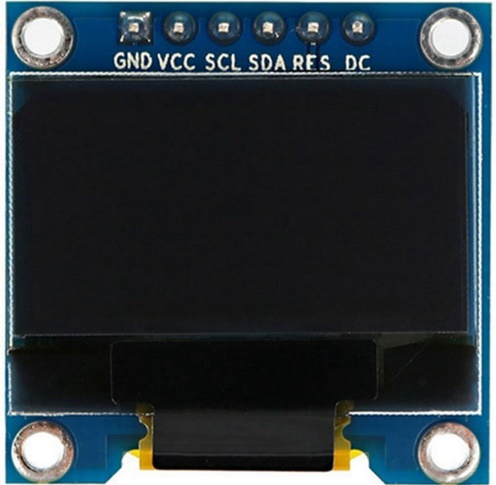 GND VCC SCL SDA RES DC